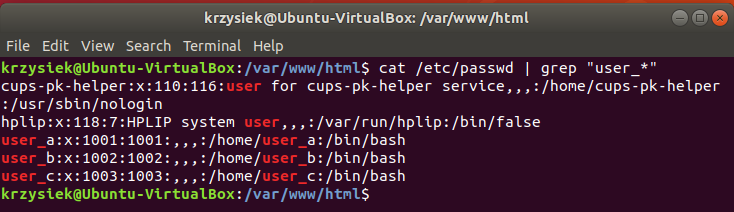 krzysiek@Ubuntu-VirtualBox: /var/www/html
File Edit View Search Terminal Help
krzysiek@Ubuntu-VirtualBox:/var/www/html$ cat /etc/passwd | grep "user_*"
cups-pk-helper:x:110:116:user for cups-pk-helper service,,,:/home/cups-pk-helper
:/usr/sbin/nologin
hplip:x:118:7:HPLIP system user,,,:/var/run/hplip:/bin/false
user_a:x:1001:1001:,,,:/home/user_a:/bin/bash
user_b:x:1002:1002:,,,:/home/user_b:/bin/bash
user_c:x:1003:1003:,,,:/home/user_c:/bin/bash
krzysiek@Ubuntu-VirtualBox:/var/www/html$